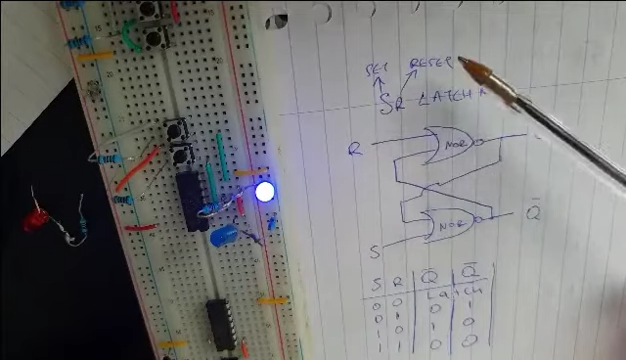 SET RESET
SR LATCH
R NOR
NOR Q̄
S
S R Q̄ Q̄
0 0 LATCH
0 1 0 1
1 0 1 0
1 1 0 0